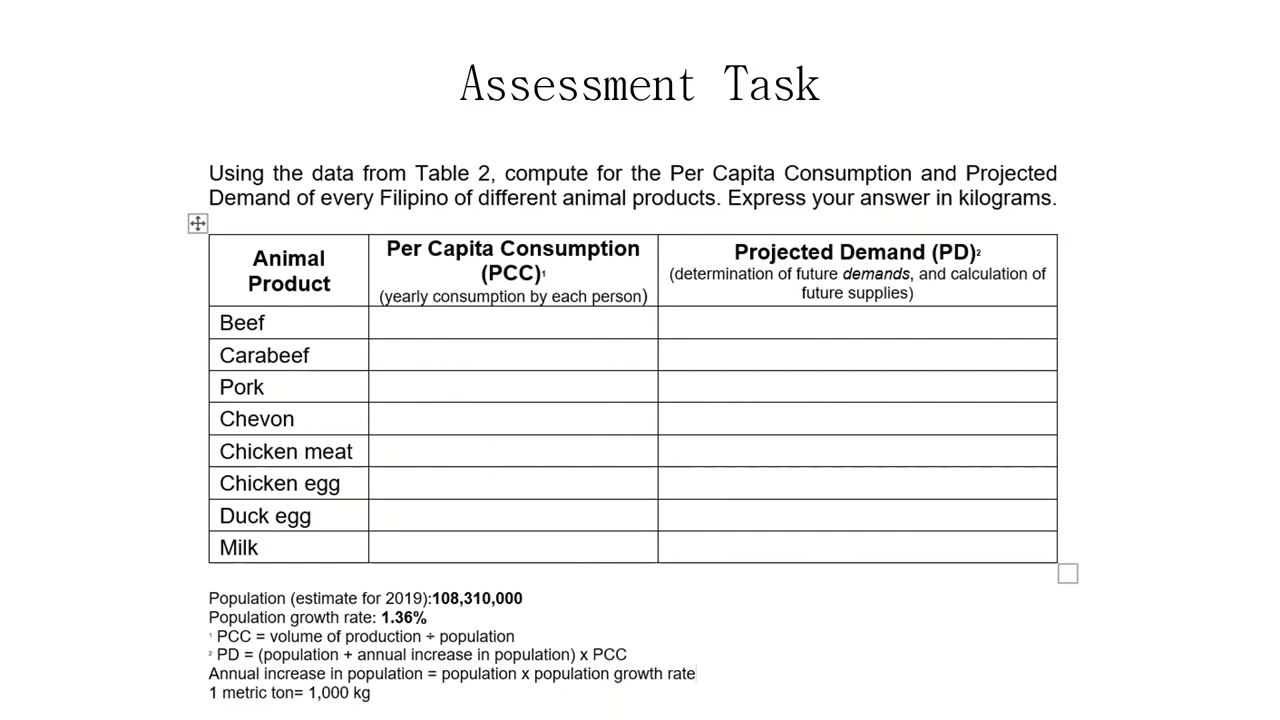 Assessment Task
Using the data from Table 2, compute for the Per Capita Consumption and Projected
Demand of every Filipino of different animal products. Express your answer in kilograms.
Animal
Product
Per Capita Consumption
(PCC)¹
(yearly consumption by each person)
Projected Demand (PD)²
(determination of future demands, and calculation of
future supplies)
Beef
Carabeef
Pork
Chevon
Chicken meat
Chicken egg
Duck egg
Milk
Population (estimate for 2019):108,310,000
Population growth rate: 1.36%
¹ PCC = volume of production ÷ population
² PD = (population + annual increase in population) x PCC
Annual increase in population = population x population growth rate
1 metric ton= 1,000 kg